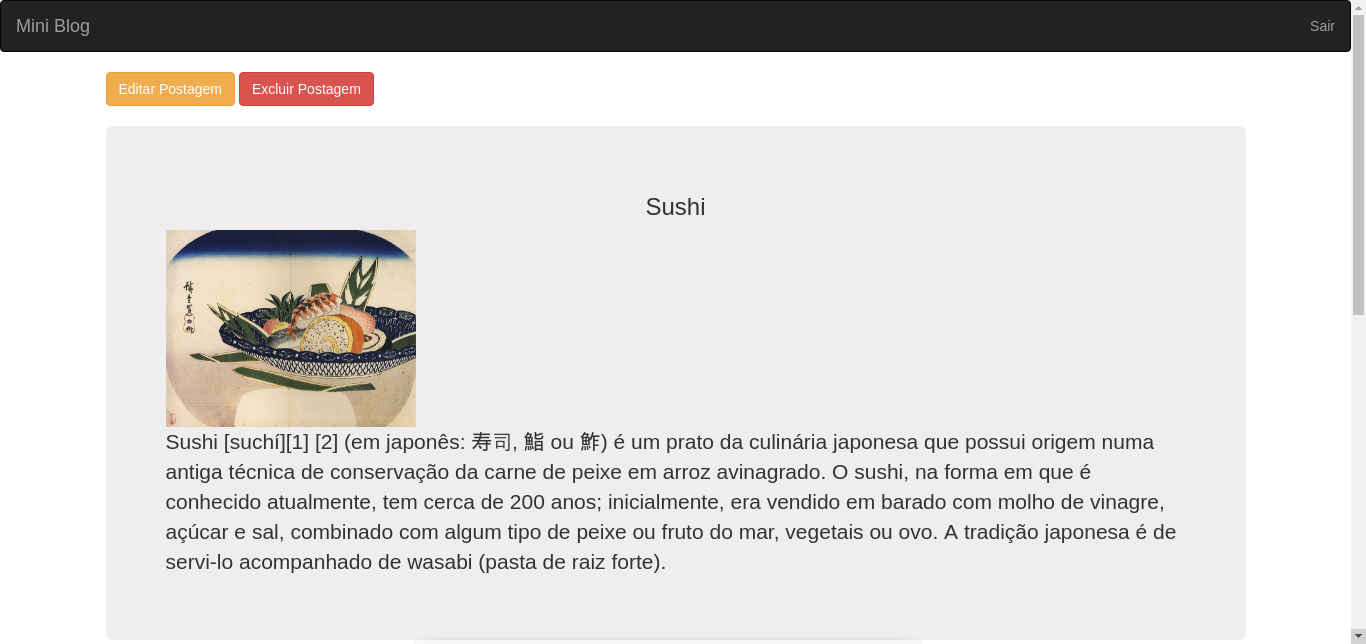 Mini Blog
Sair
Editar Postagem
Excluir Postagem
Sushi
Sushi [suchí][1] [2] (em japonês: 寿司, 鮨 ou 鮓) é um prato da culinária japonesa que possui origem numa
antiga técnica de conservação da carne de peixe em arroz avinagrado. O sushi, na forma em que é
conhecido atualmente, tem cerca de 200 anos; inicialmente, era vendido em barado com molho de vinagre,
açúcar e sal, combinado com algum tipo de peixe ou fruto do mar, vegetais ou ovo. A tradição japonesa é de
servi-lo acompanhado de wasabi (pasta de raiz forte).